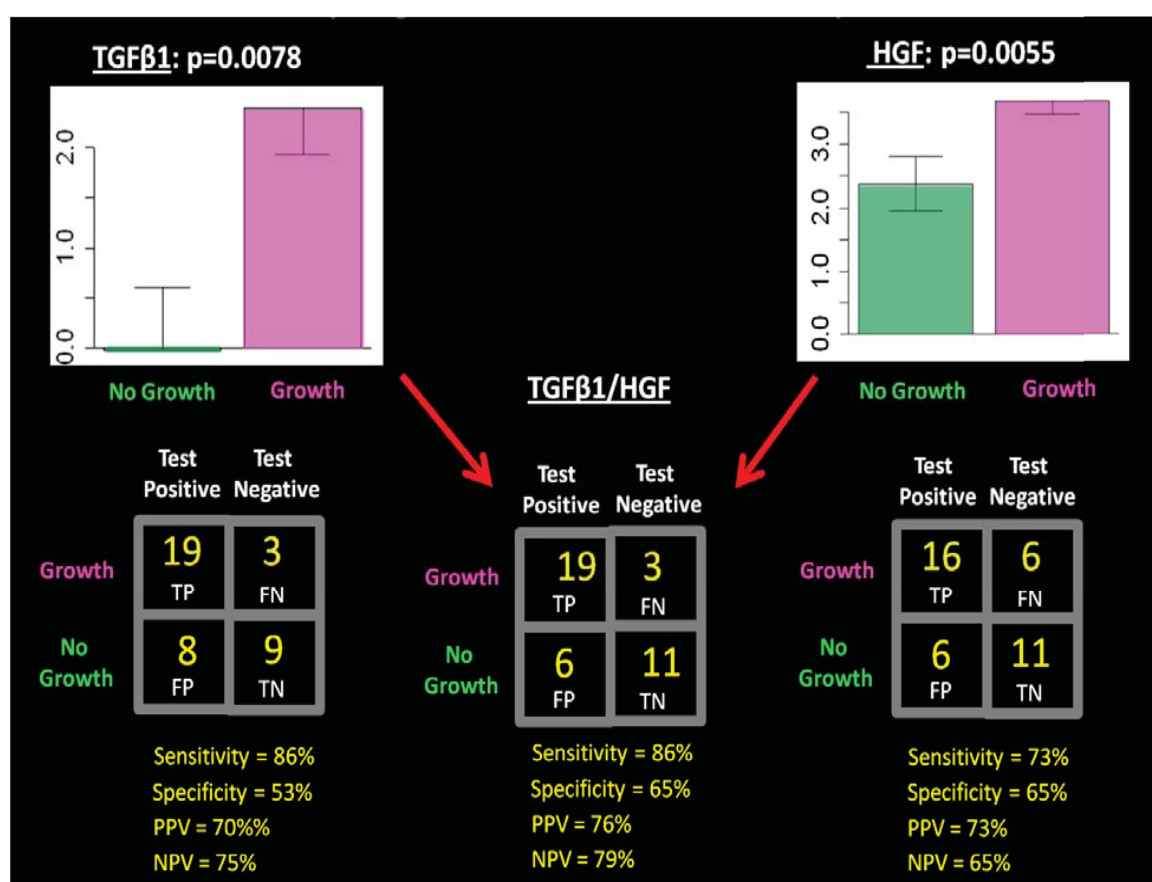 TGFβ1: p=0.0078
2.0
1.0
0.0
No Growth
Growth
HGF: p=0.0055
3.0
2.0
1.0
0.0
No Growth
Growth
TGFβ1/HGF
Test Positive
Test Negative
Growth
19 TP
3 FN
No Growth
8 FP
9 TN
Sensitivity = 86%
Specificity = 53%
PPV = 70%%
NPV = 75%
Test Positive
Test Negative
Growth
19 TP
3 FN
No Growth
6 FP
11 TN
Sensitivity = 86%
Specificity = 65%
PPV = 76%
NPV = 79%
Test Positive
Test Negative
Growth
16 TP
6 FN
No Growth
6 FP
11 TN
Sensitivity = 73%
Specificity = 65%
PPV = 73%
NPV = 65%